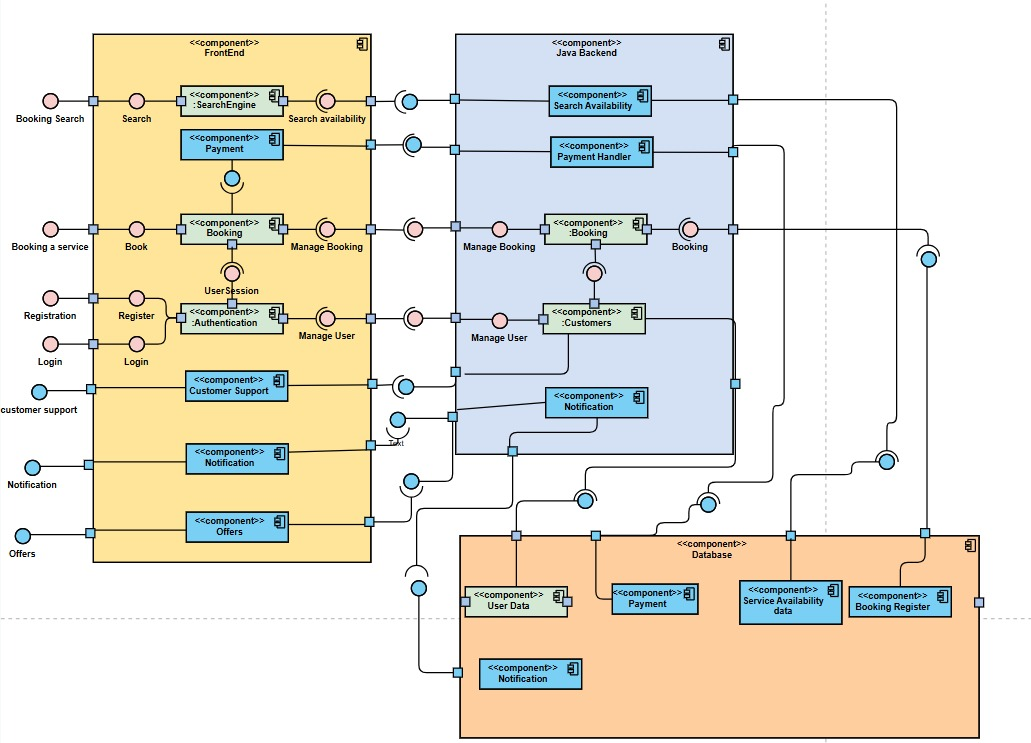 <<component>>
FrontEnd
<<component>>
Java Backend
<<component>>
:SearchEngine
<<component>>
Search Availability
Booking Search
Search
Search availability
<<component>>
Payment
<<component>>
Payment Handler
<<component>>
Booking
<<component>>
:Booking
Booking a service
Book
Manage Booking
Manage Booking
Booking
UserSession
<<component>>
:Authentication
<<component>>
:Customers
Registration
Register
Manage User
Manage User
Login
Login
<<component>>
Customer Support
customer support
<<component>>
Notification
Text
<<component>>
Notification
Notification
<<component>>
Offers
Offers
<<component>>
Database
<<component>>
User Data
<<component>>
Payment
<<component>>
Service Availability
data
<<component>>
Booking Register
<<component>>
Notification